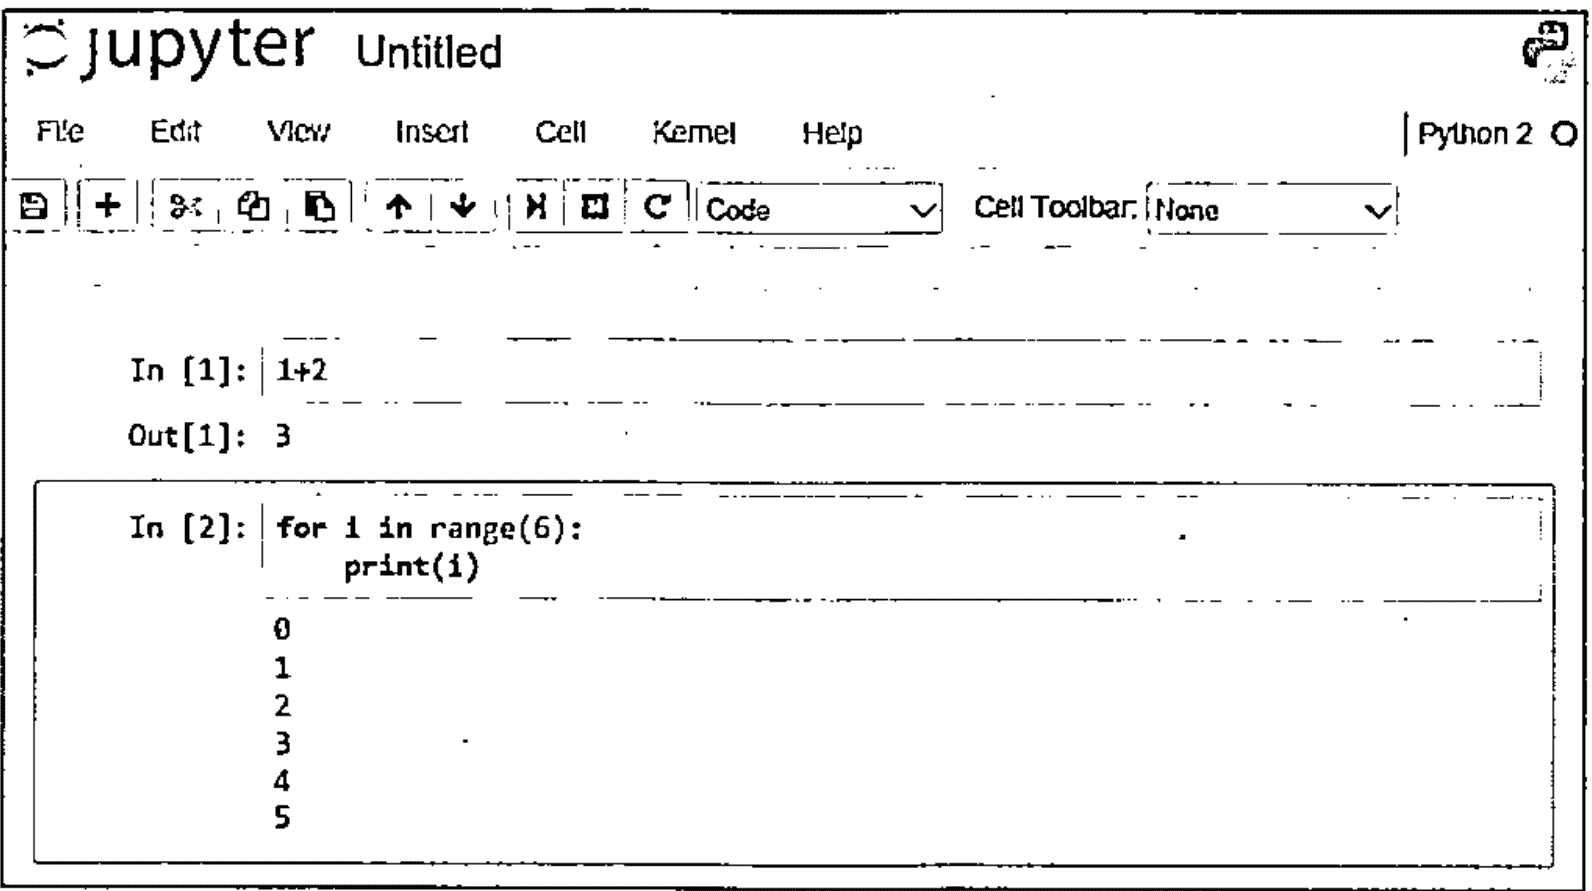 jupyter Untitled
File Edit View Insert Cell Kernel Help Python 2
Code Cell Toolbar: None
In [1]: 1+2
Out[1]: 3
In [2]: for i in range(6):
print(i)
0
1
2
3
4
5